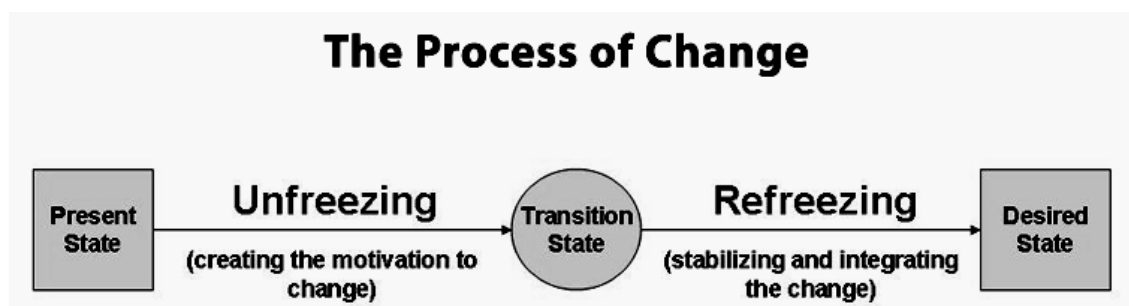 The Process of Change
Present
State
Unfreezing
(creating the motivation to
change)
Transition
State
Refreezing
(stabilizing and integrating
the change)
Desired
State